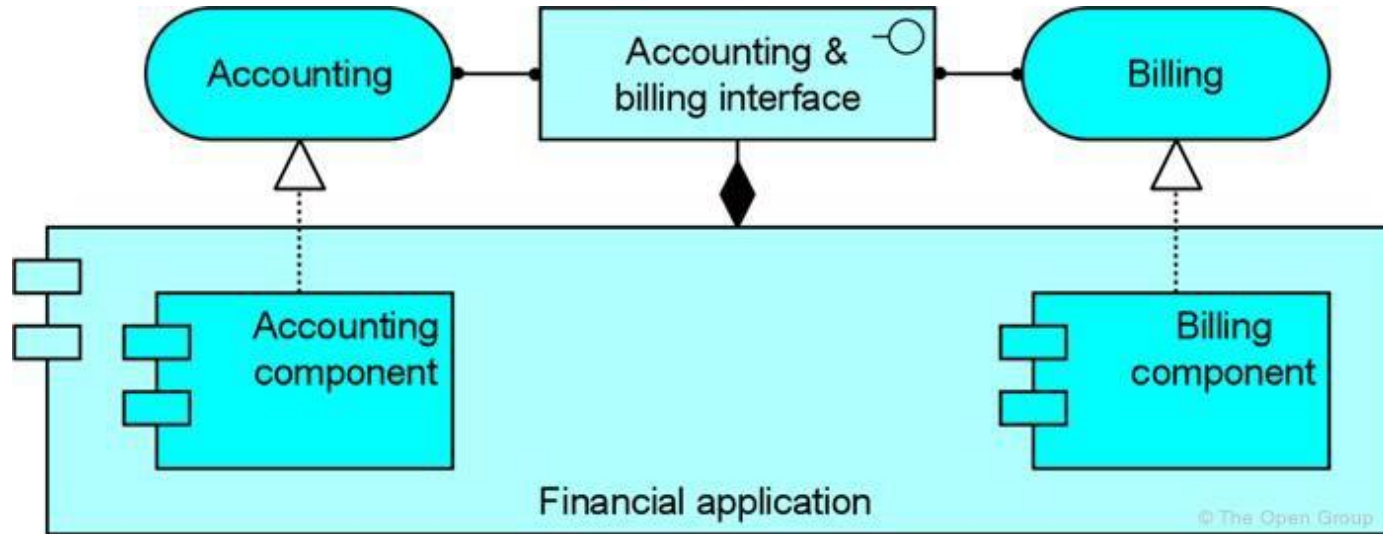 Accounting
Accounting &
billing interface
Billing
Accounting
component
Billing
component
Financial application
© The Open Group